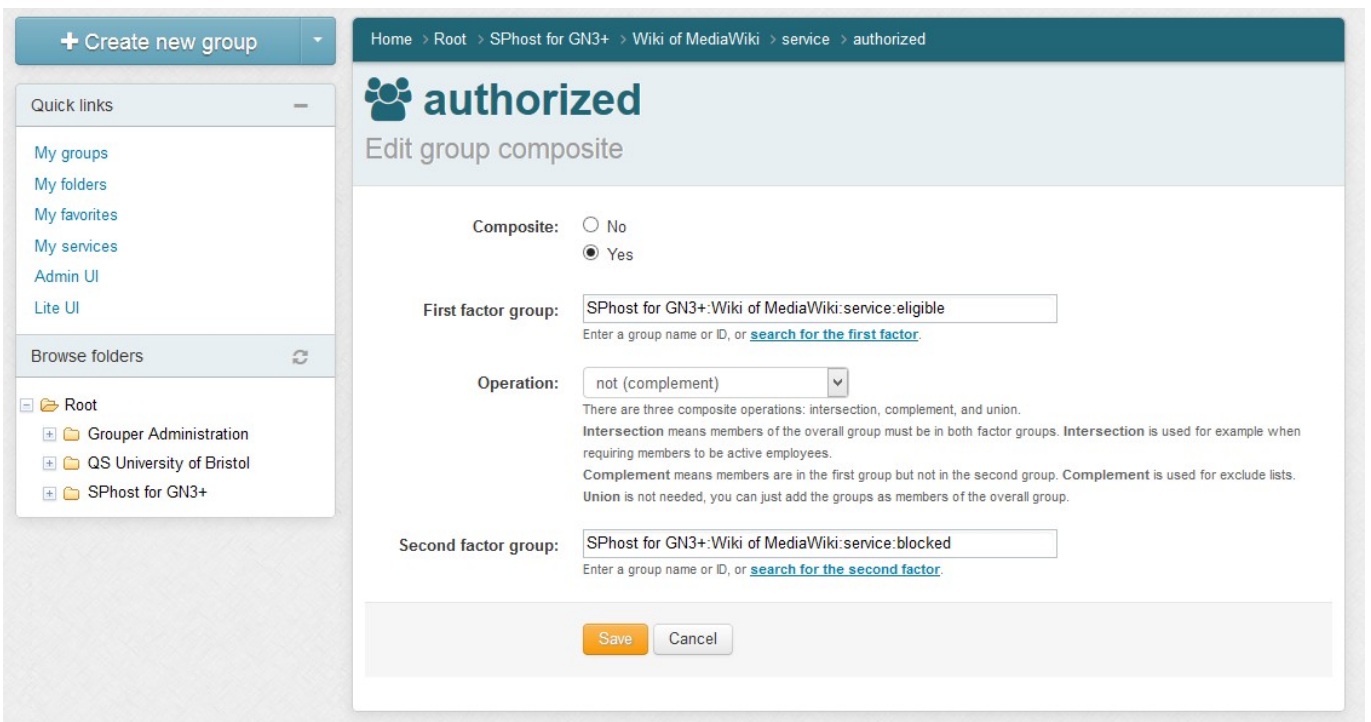 + Create new group
Quick links
My groups
My folders
My favorites
My services
Admin UI
Lite UI
Browse folders
Root
Grouper Administration
QS University of Bristol
SPhost for GN3+
Home > Root > SPhost for GN3+ > Wiki of MediaWiki > service > authorized
authorized
Edit group composite
Composite:
No
Yes
First factor group:
SPhost for GN3+:Wiki of MediaWiki:service:eligible
Enter a group name or ID, or search for the first factor.
Operation:
not (complement)
There are three composite operations: intersection, complement, and union.
Intersection means members of the overall group must be in both factor groups. Intersection is used for example when
requiring members to be active employees.
Complement means members are in the first group but not in the second group. Complement is used for exclude lists.
Union is not needed, you can just add the groups as members of the overall group.
Second factor group:
SPhost for GN3+:Wiki of MediaWiki:service:blocked
Enter a group name or ID, or search for the second factor.
Save
Cancel